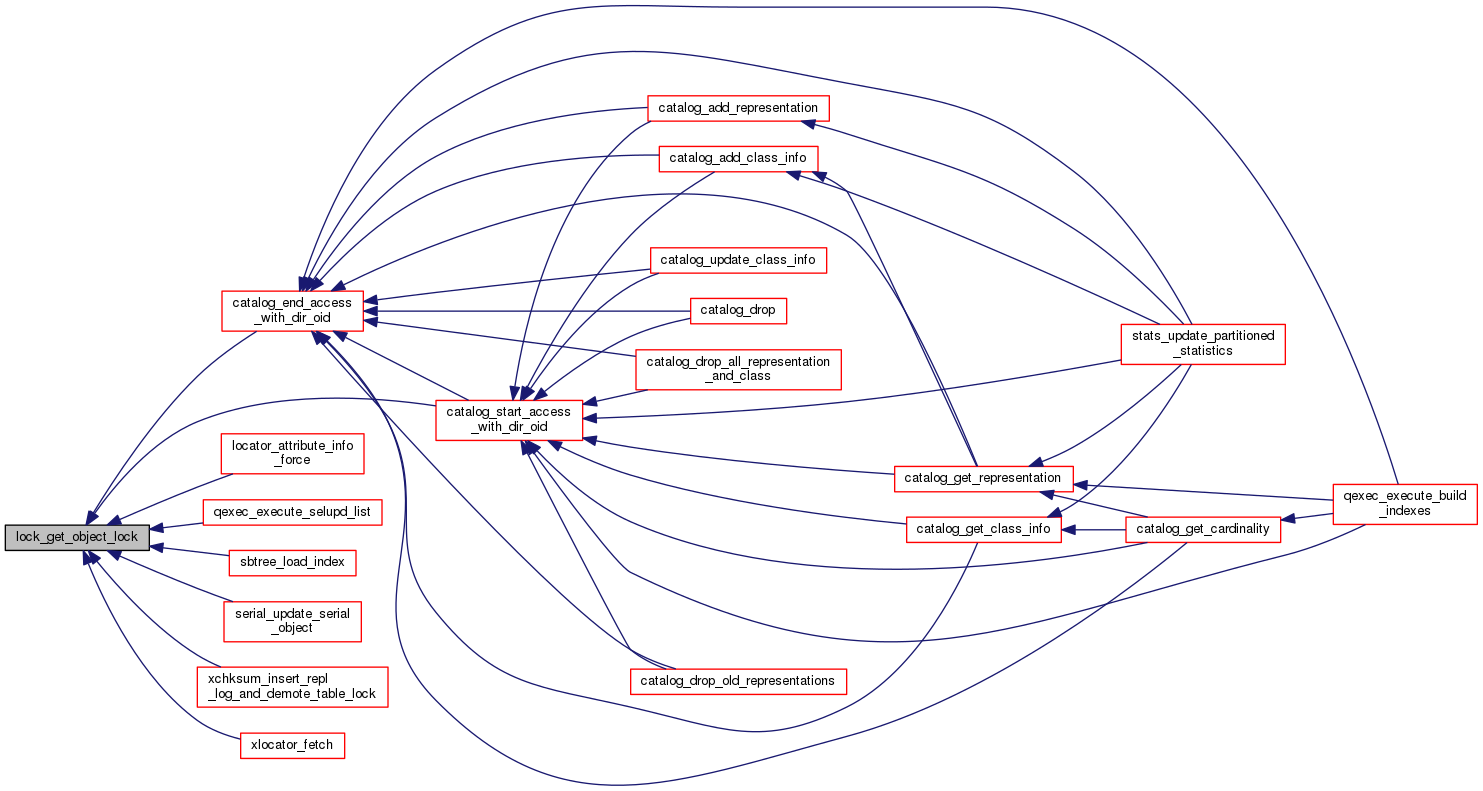 catalog_add_representation
catalog_add_class_info
catalog_update_class_info
catalog_end_access
_with_dir_oid
catalog_drop
stats_update_partitioned
_statistics
catalog_drop_all_representation
_and_class
catalog_start_access
_with_dir_oid
locator_attribute_info
_force
catalog_get_representation
qexec_execute_build
_indexes
qexec_execute_selupd_list
lock_get_object_lock
catalog_get_class_info
catalog_get_cardinality
sbtree_load_index
serial_update_serial
_object
xchksum_insert_repl
_log_and_demote_table_lock
catalog_drop_old_representations
xlocator_fetch